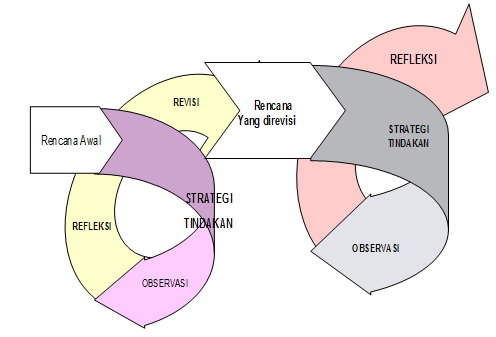 Rencana Awal
STRATEGI
TINDAKAN
OBSERVASI
REFLEKSI
REVISI
Rencana
Yang direvisi
STRATEGI
TINDAKAN
OBSERVASI
REFLEKSI